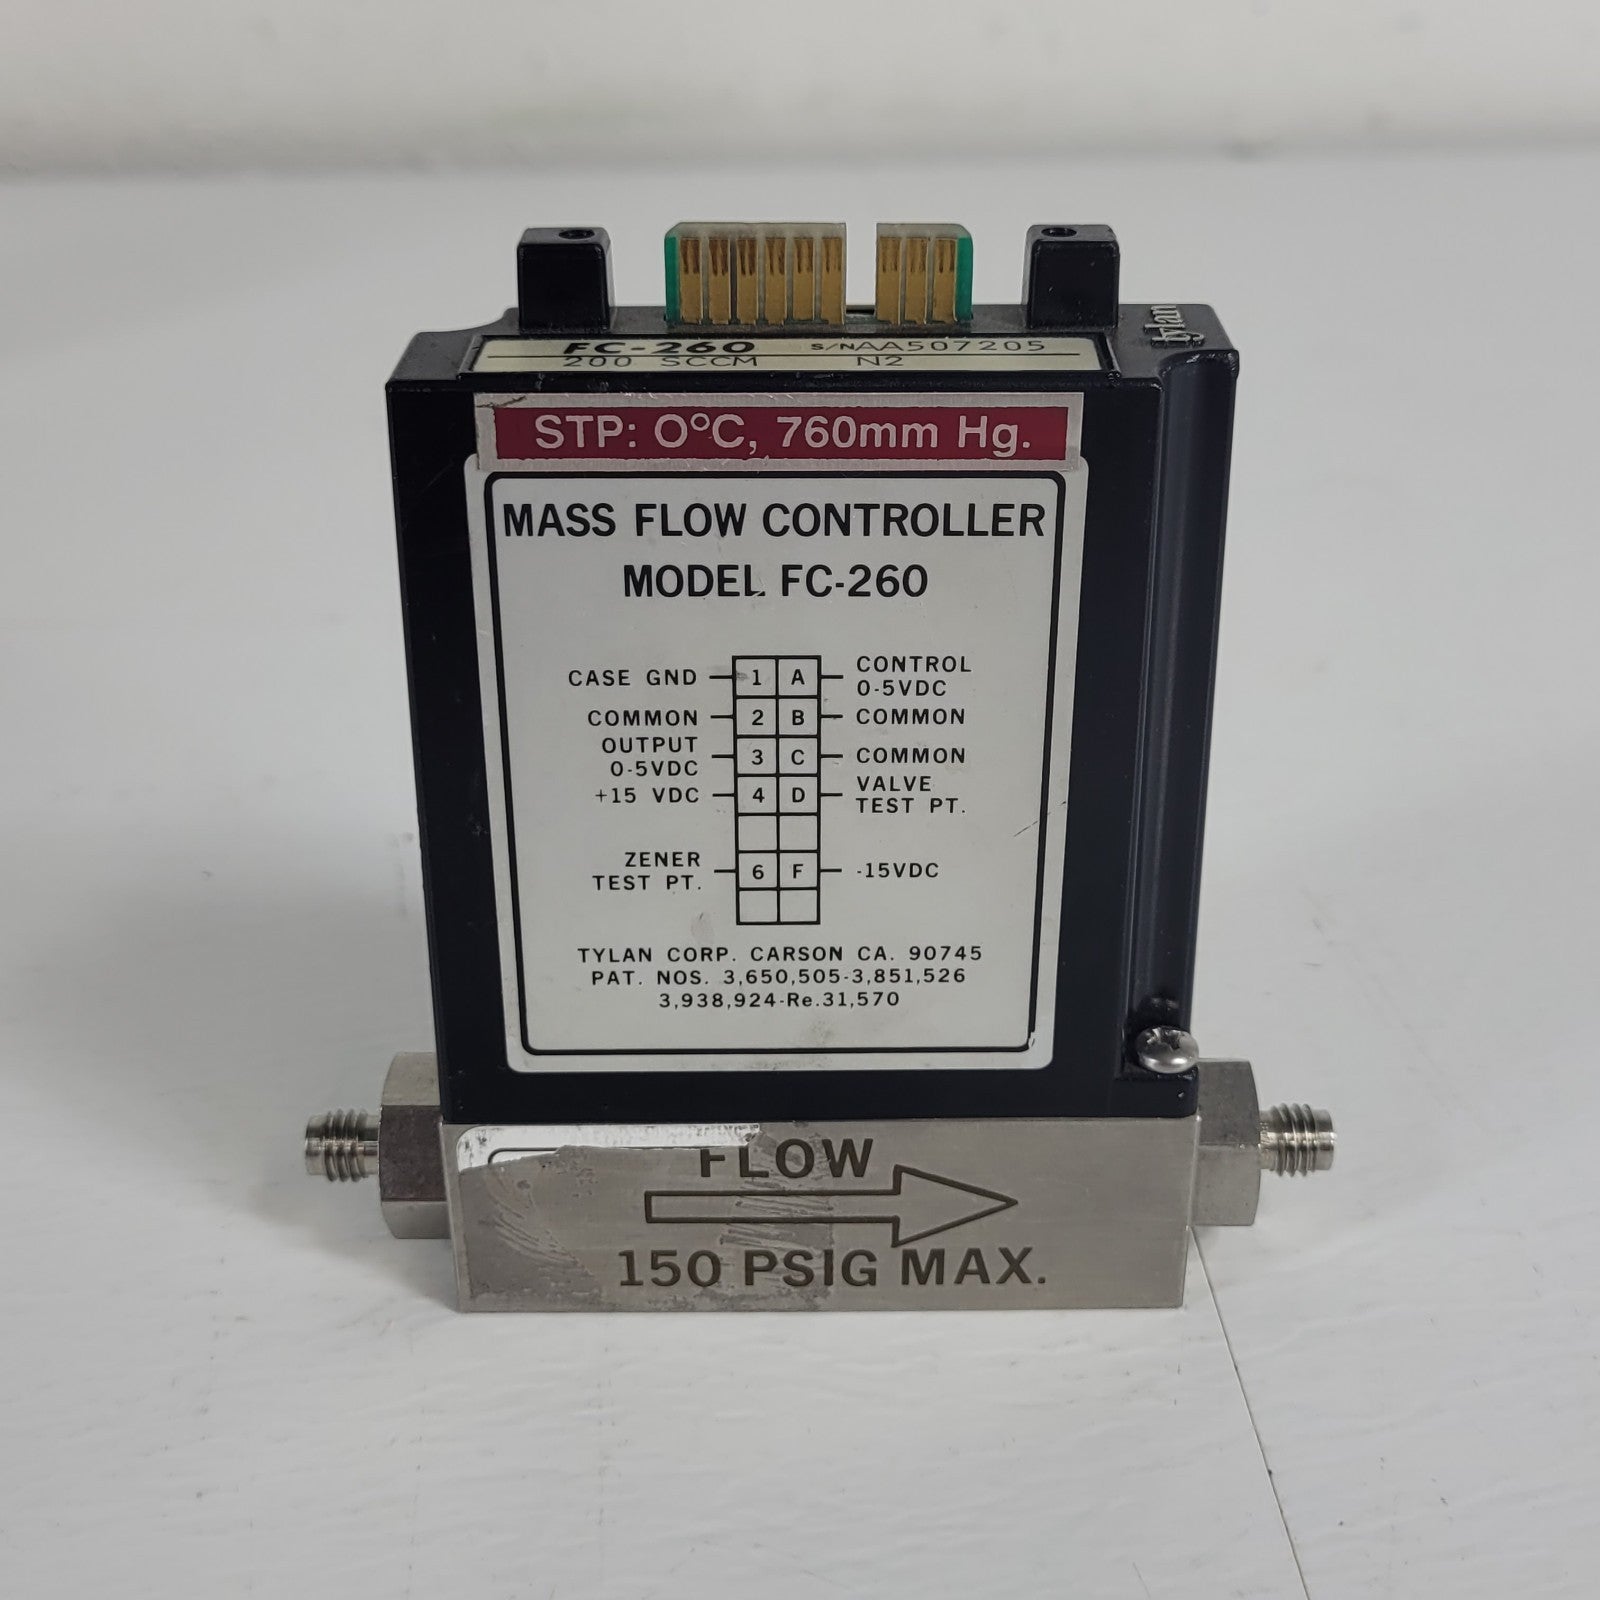 tylan
FC-260 S/N AA507205
200 SCCM N2
STP: 0°C, 760mm Hg.
MASS FLOW CONTROLLER
MODEL FC-260
CASE GND 1 A CONTROL
0-5VDC
COMMON 2 B COMMON
OUTPUT
0-5VDC 3 C COMMON
+15 VDC 4 D VALVE
TEST PT.
ZENER
TEST PT. 6 F -15VDC
TYLAN CORP. CARSON CA. 90745
PAT. NOS. 3,650,505-3,851,526
3,938,924-Re.31,570
FLOW
150 PSIG MAX.